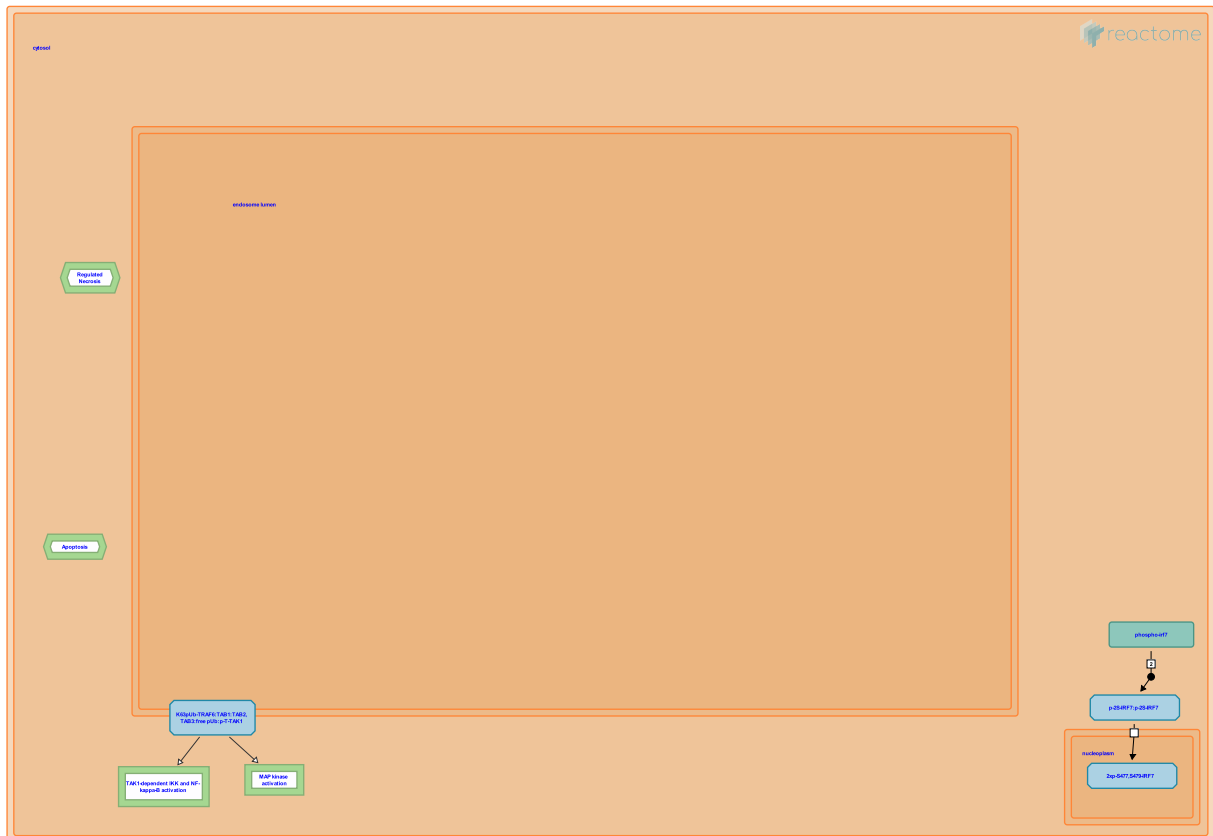 cytosol
reactome
endosome lumen
Regulated
Necrosis
Apoptosis
phospho-irf7
2
p-2S-IRF7:p-2S-IRF7
K63pUb-TRAF6:TAB1:TAB2,
TAB3:free pUb:p-T-TAK1
nucleoplasm
2xp-S477,S479-IRF7
TAK1-dependent IKK and NF-
kappa-B activation
MAP kinase
activation